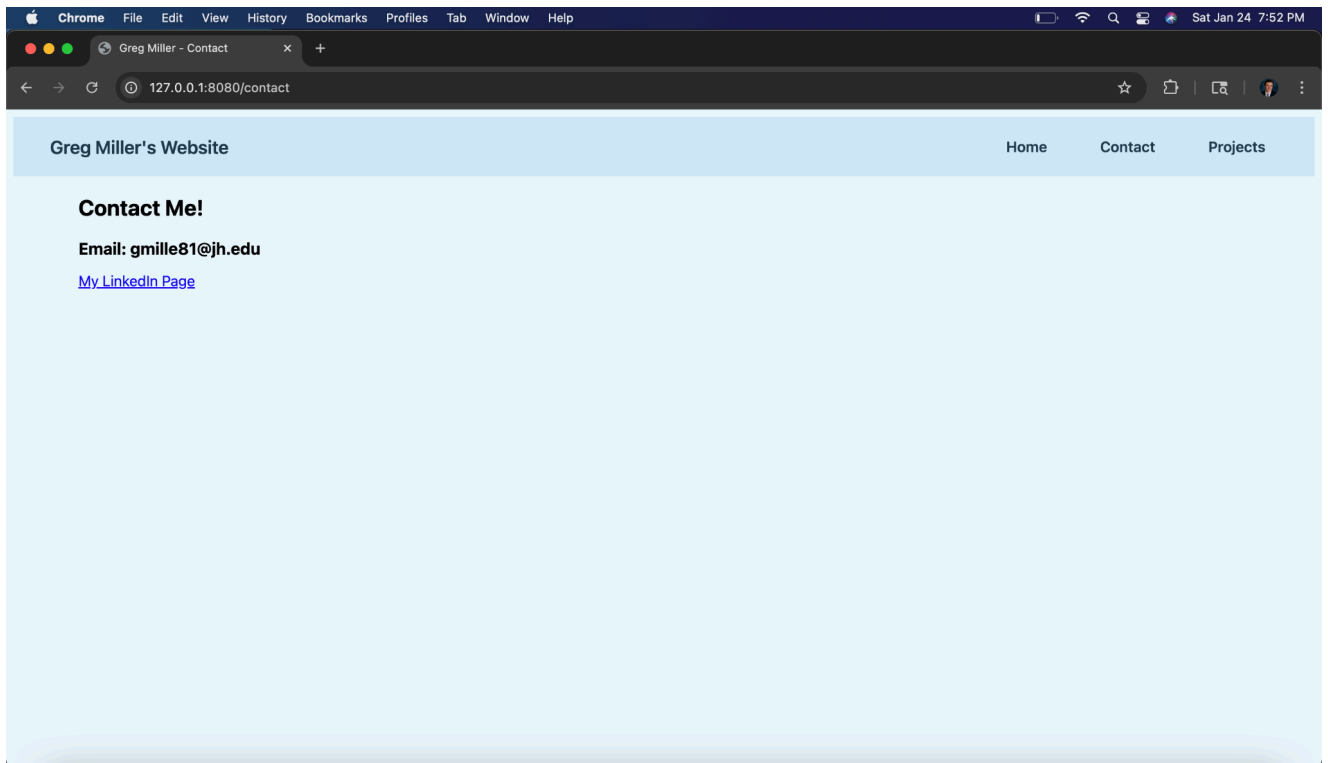 Chrome File Edit View History Bookmarks Profiles Tab Window Help Sat Jan 24 7:52 PM
Greg Miller - Contact
127.0.0.1:8080/contact
Greg Miller's Website Home Contact Projects
Contact Me!
Email: gmille81@jh.edu
My LinkedIn Page